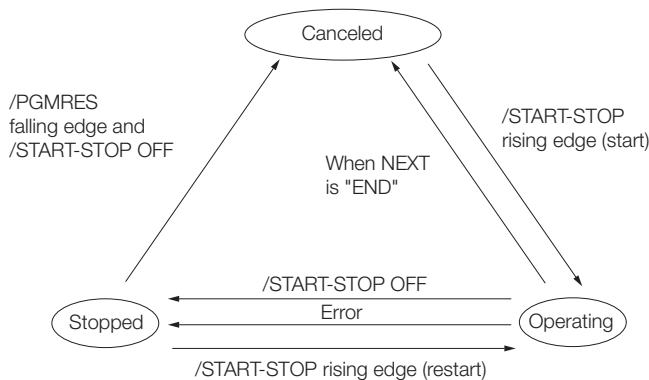 Canceled
/PGMRES
falling edge and
/START-STOP OFF
/START-STOP
rising edge (start)
When NEXT
is "END"
/START-STOP OFF
Error
Stopped
Operating
/START-STOP rising edge (restart)